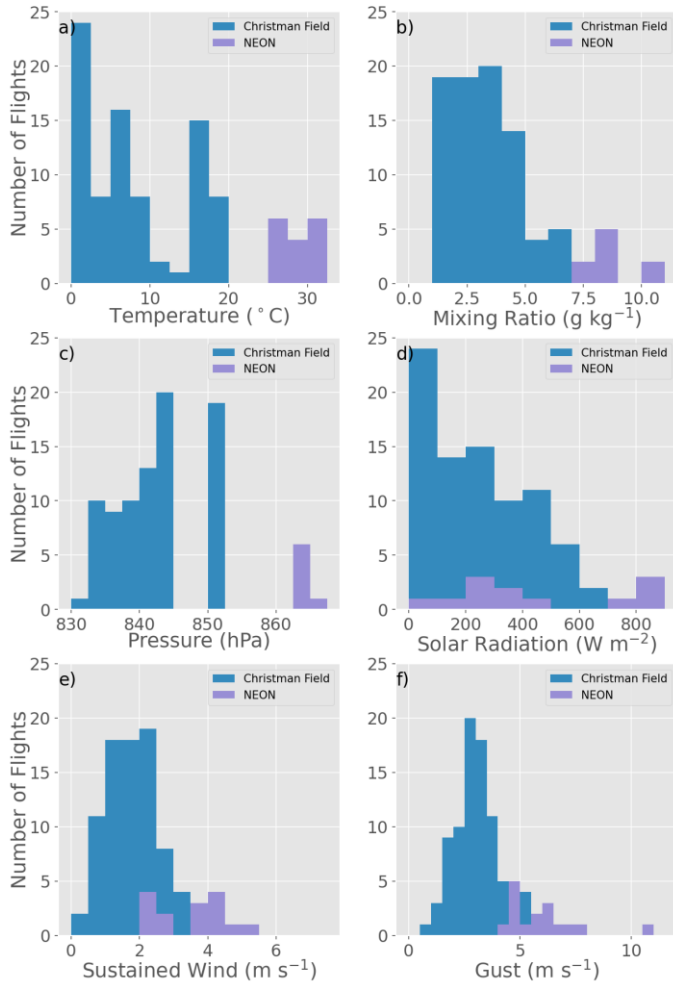 a)
Christman Field
NEON
25
20
15
10
5
0
Number of Flights
0 10 20 30
Temperature (°C)
b)
Christman Field
NEON
25
20
15
10
5
0
0.0 2.5 5.0 7.5 10.0
Mixing Ratio (g kg⁻¹)
c)
Christman Field
NEON
25
20
15
10
5
0
Number of Flights
830 840 850 860
Pressure (hPa)
d)
Christman Field
NEON
25
20
15
10
5
0
0 200 400 600 800
Solar Radiation (W m⁻²)
e)
Christman Field
NEON
25
20
15
10
5
0
Number of Flights
0 2 4 6
Sustained Wind (m s⁻¹)
f)
Christman Field
NEON
25
20
15
10
5
0
0 5 10
Gust (m s⁻¹)